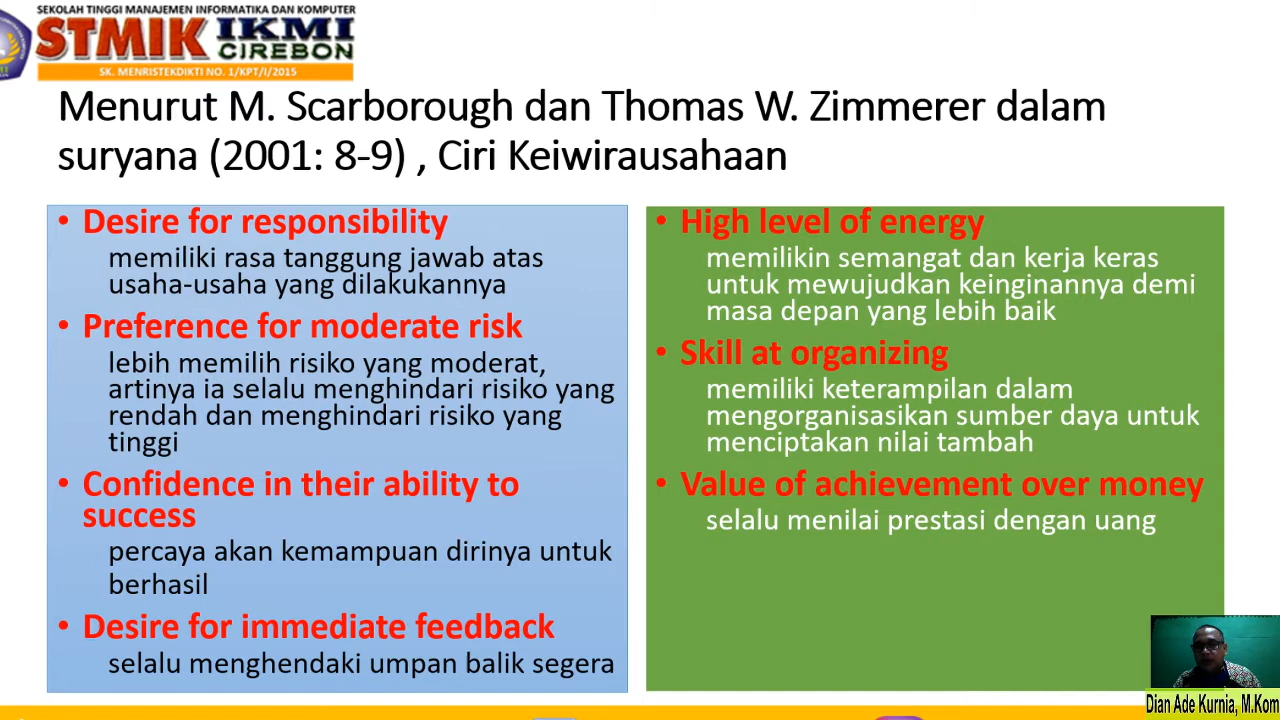 SEKOLAH TINGGI MANAJEMEN INFORMATIKA DAN KOMPUTER
STMIK IKMI
CIREBON
SK. MENRISTEKDIKTI NO. 1/KPT/I/2015
Menurut M. Scarborough dan Thomas W. Zimmerer dalam
suryana (2001: 8-9) , Ciri Keiwirausahaan
• Desire for responsibility
memiliki rasa tanggung jawab atas
usaha-usaha yang dilakukannya
• Preference for moderate risk
lebih memilih risiko yang moderat,
artinya ia selalu menghindari risiko yang
rendah dan menghindari risiko yang
tinggi
• Confidence in their ability to
success
percaya akan kemampuan dirinya untuk
berhasil
• Desire for immediate feedback
selalu menghendaki umpan balik segera
• High level of energy
memilikin semangat dan kerja keras
untuk mewujudkan keinginannya demi
masa depan yang lebih baik
• Skill at organizing
memiliki keterampilan dalam
mengorganisasikan sumber daya untuk
menciptakan nilai tambah
• Value of achievement over money
selalu menilai prestasi dengan uang
Dian Ade Kurnia, M.Kom